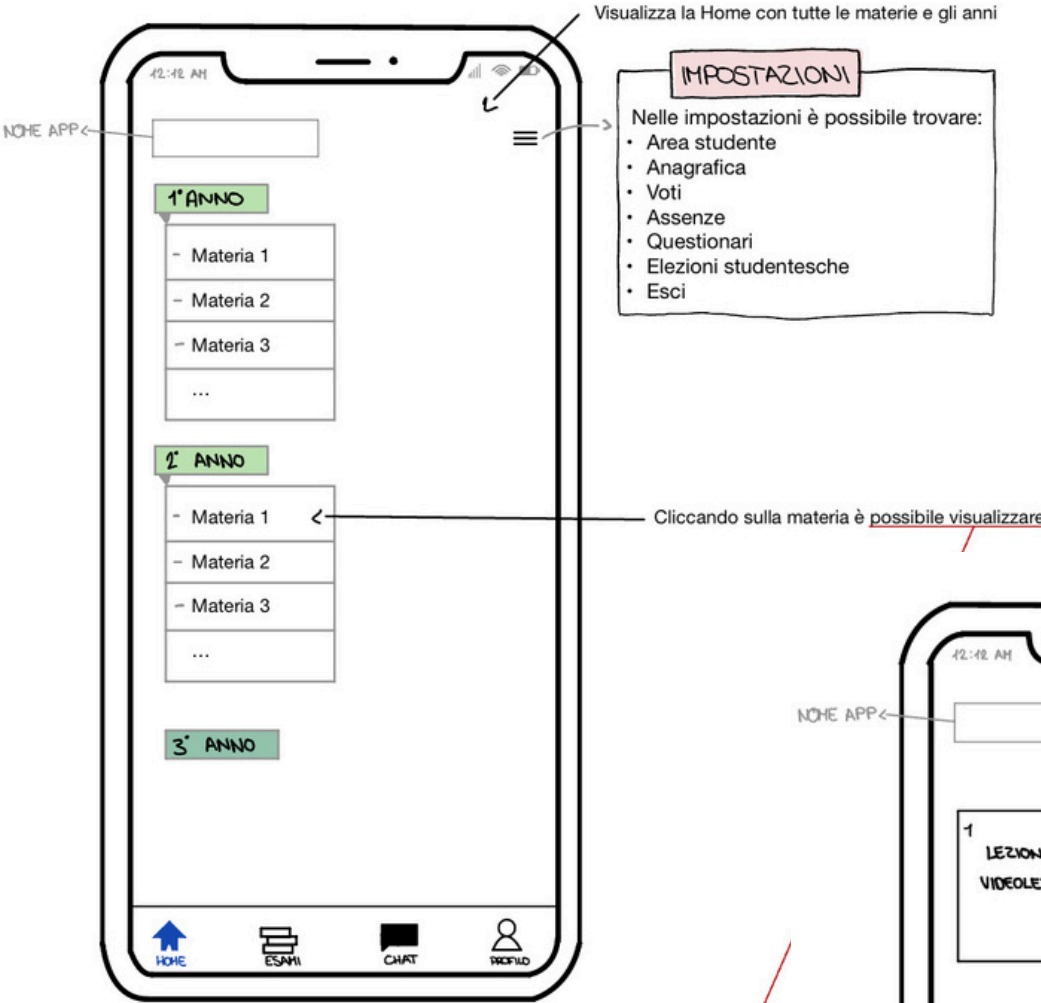 Visualizza la Home con tutte le materie e gli anni
12:12 AM
IMPOSTAZIONI
Nelle impostazioni è possibile trovare:
• Area studente
• Anagrafica
• Voti
• Assenze
• Questionari
• Elezioni studentesche
• Esci
NOME APP
1° ANNO
- Materia 1
- Materia 2
- Materia 3
...
2° ANNO
- Materia 1
- Materia 2
- Materia 3
...
Cliccando sulla materia è possibile visualizzare
3° ANNO
HOME
ESAMI
CHAT
PROFILO
12:12 AM
NOME APP
1
LEZION
VIDEOLE